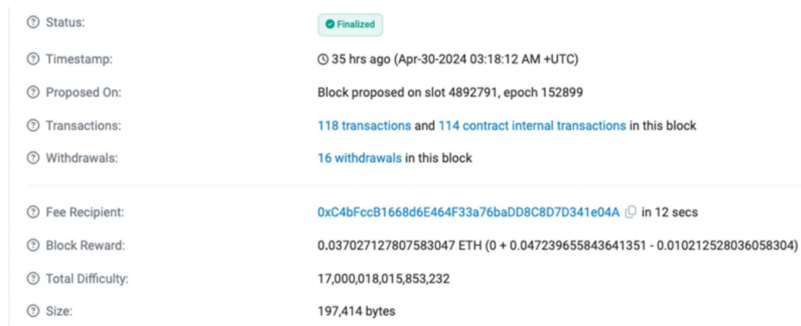 Status: Finalized
Timestamp: 35 hrs ago (Apr-30-2024 03:18:12 AM +UTC)
Proposed On: Block proposed on slot 4892791, epoch 152899
Transactions: 118 transactions and 114 contract internal transactions in this block
Withdrawals: 16 withdrawals in this block
Fee Recipient: 0xC4bFccB1668d6E464F33a76baDD8C8D7D341e04A in 12 secs
Block Reward: 0.037027127807583047 ETH (0 + 0.047239655843641351 - 0.010212528036058304)
Total Difficulty: 17,000,018,015,853,232
Size: 197,414 bytes